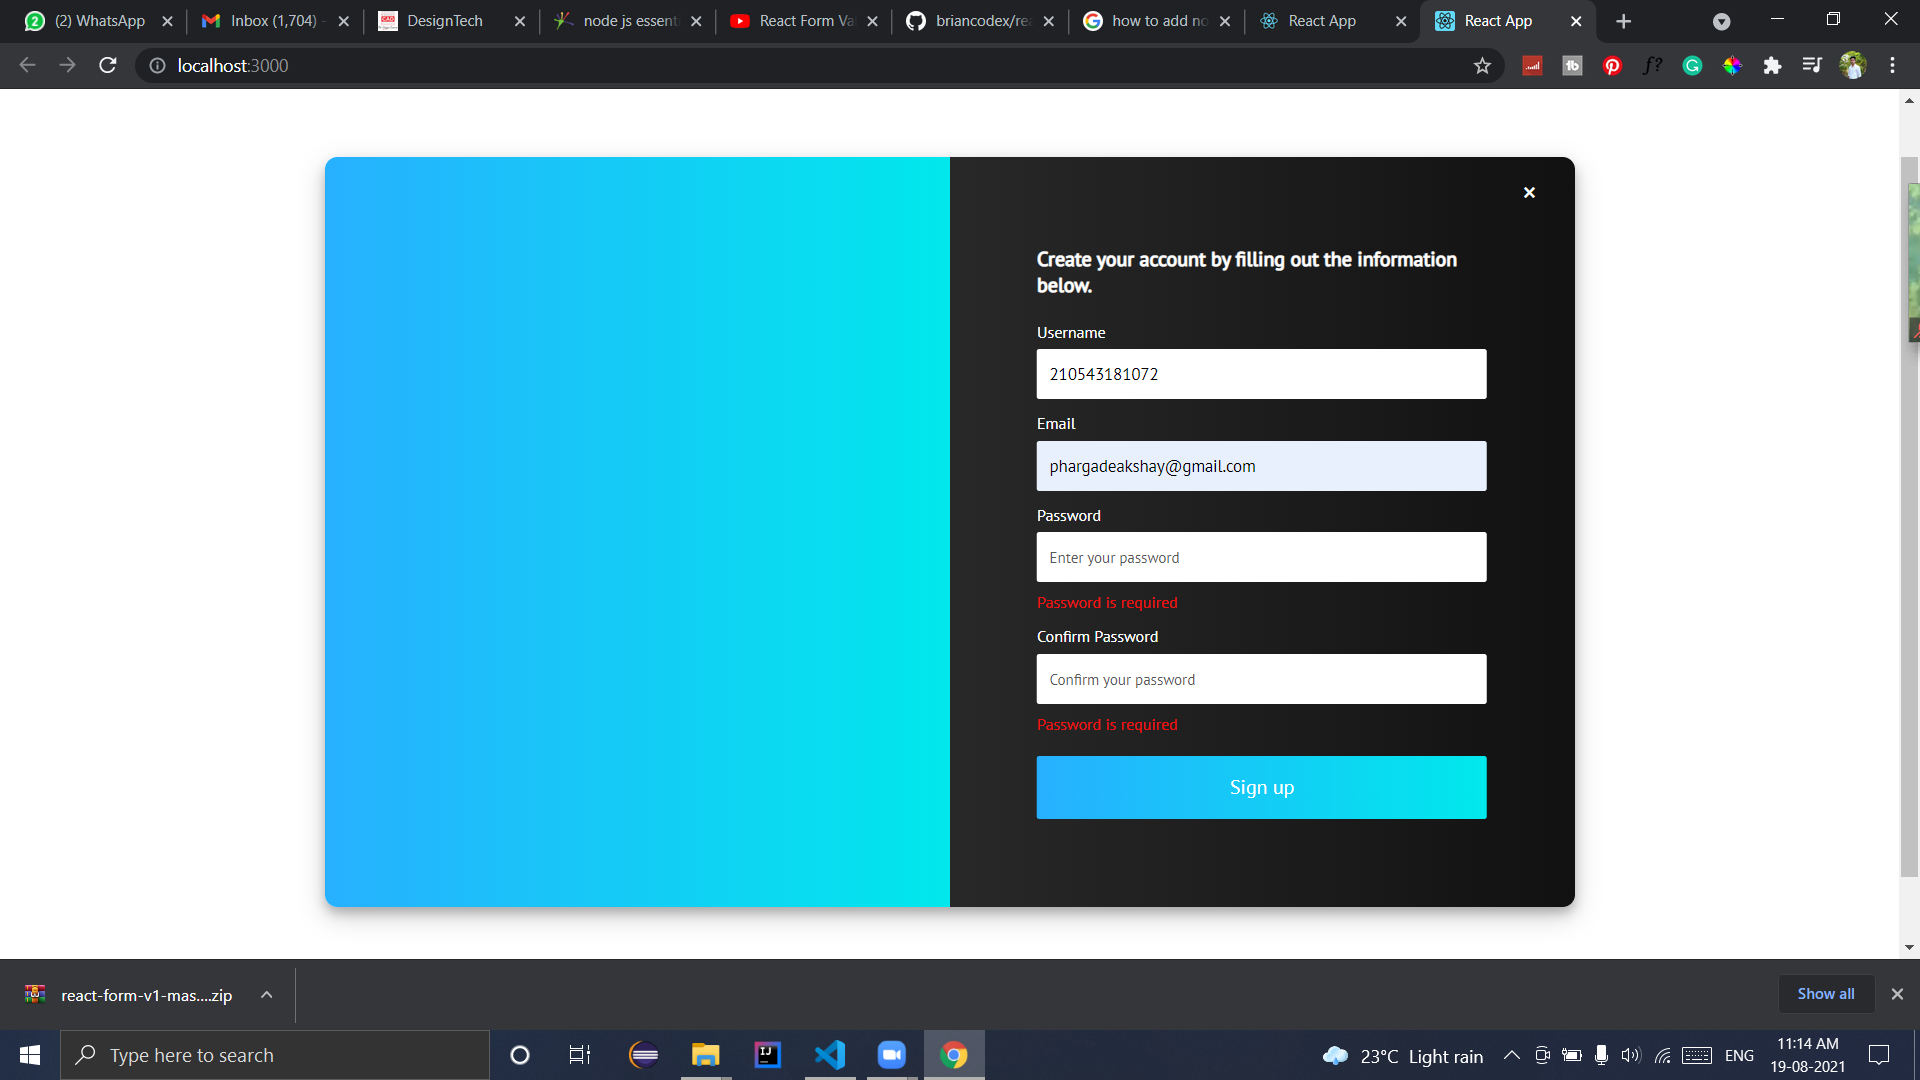 (2) WhatsApp
Inbox (1,704) -
DesignTech
node js essent
React Form Va
briancodex/rea
how to add no
React App
React App
localhost:3000
×
Create your account by filling out the information
below.
Username
210543181072
Email
phargadeakshay@gmail.com
Password
Enter your password
Password is required
Confirm Password
Confirm your password
Password is required
Sign up
react-form-v1-mas....zip
Show all
Type here to search
23°C Light rain
ENG
11:14 AM
19-08-2021